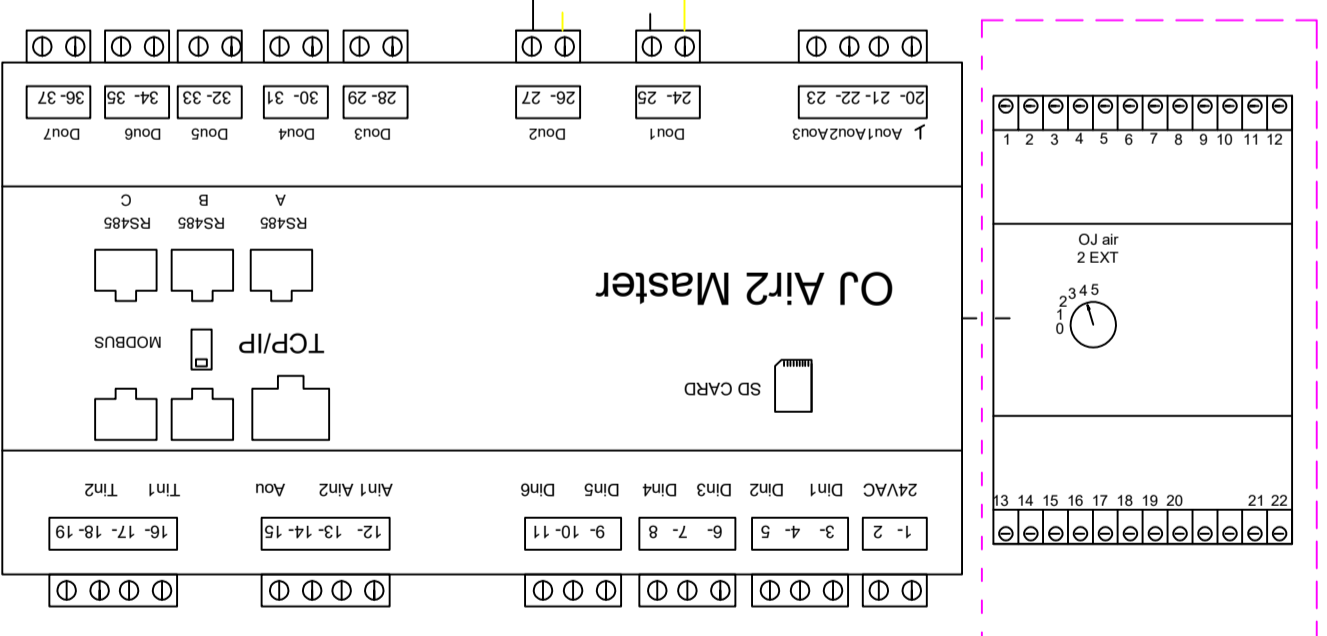 36-37 34-35 32-33 30-31 28-29 26-27 24-25 20-21-22-23
Dou7 Dou6 Dou5 Dou4 Dou3 Dou2 Dou1 Aou1Aou2Aou3
C B A
RS485 RS485 RS485
OJ Air2 Master
MODBUS TCP/IP
SD CARD
Tin2 Tin1 Aou Ain1 Ain2 Din6 Din5 Din4 Din3 Din2 Din1 24VAC
16-17-18-19 12-13-14-15 9-10-11 6-7-8 3-4-5 1-2
1 2 3 4 5 6 7 8 9 10 11 12
OJ air
2 EXT
0 1 2 3 4 5
13 14 15 16 17 18 19 20 21 22